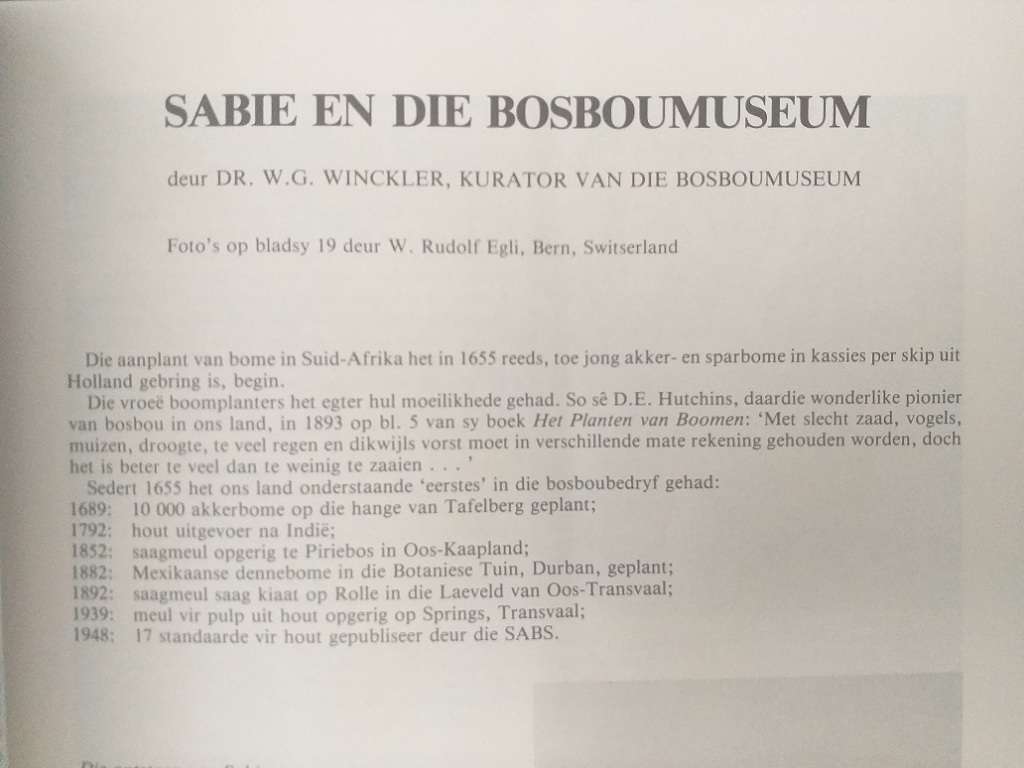 SABIE EN DIE BOSBOUMUSEUM
deur DR. W.G. WINCKLER, KURATOR VAN DIE BOSBOUMUSEUM
Foto's op bladsy 19 deur W. Rudolf Egli, Bern, Switserland
Die aanplant van bome in Suid-Afrika het in 1655 reeds, toe jong akker- en sparbome in kassies per skip uit
Holland gebring is, begin.
Die vroeë boomplanters het egter hul moeilikhede gehad. So sê D.E. Hutchins, daardie wonderlike pionier
van bosbou in ons land, in 1893 op bl. 5 van sy boek Het Planten van Boomen: 'Met slecht zaad, vogels,
muizen, droogte, te veel regen en dikwijls vorst moet in verschillende mate rekening gehouden worden, doch
het is beter te veel dan te weinig te zaaien . . . '
Sedert 1655 het ons land onderstaande 'eerstes' in die bosboubedryf gehad:
1689: 10 000 akkerbome op die hange van Tafelberg geplant;
1792: hout uitgevoer na Indië;
1852: saagmeul opgerig te Piriebos in Oos-Kaapland;
1882: Mexikaanse dennebome in die Botaniese Tuin, Durban, geplant;
1892: saagmeul saag kiaat op Rolle in die Laeveld van Oos-Transvaal;
1939: meul vir pulp uit hout opgerig op Springs, Transvaal;
1948: 17 standaarde vir hout gepubliseer deur die SABS.